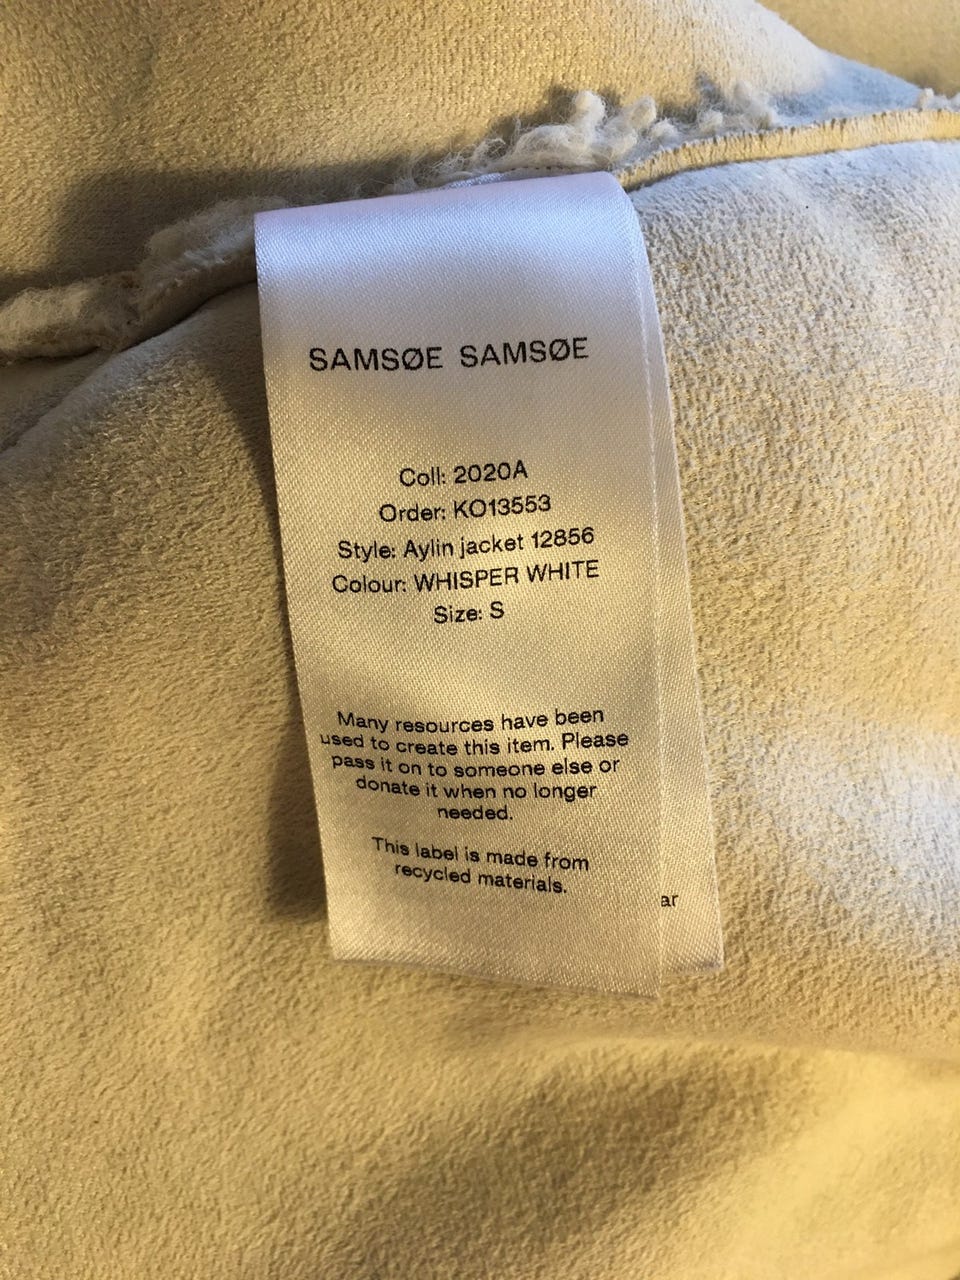 SAMSØE SAMSØE
Coll: 2020A
Order: KO13553
Style: Aylin jacket 12856
Colour: WHISPER WHITE
Size: S
Many resources have been
used to create this item. Please
pass it on to someone else or
donate it when no longer
needed.
This label is made from
recycled materials.
ar